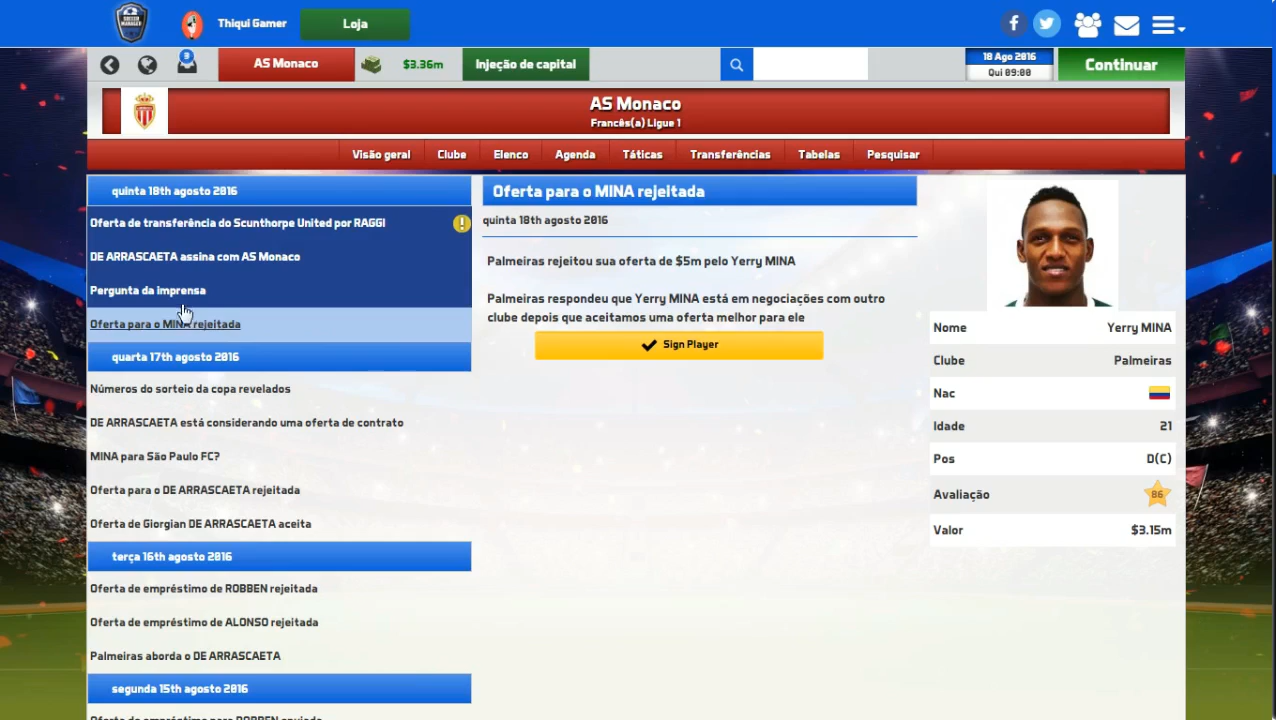 Thiqui Gamer
Loja
3
AS Monaco
$3.36m
Injeção de capital
18 Ago 2016
Qui 09:00
Continuar
AS Monaco
Francês(a) Ligue 1
Visão geral
Clube
Elenco
Agenda
Táticas
Transferências
Tabelas
Pesquisar
quinta 18th agosto 2016
Oferta de transferência do Scunthorpe United por RAGGI
DE ARRASCAETA assina com AS Monaco
Pergunta da imprensa
Oferta para o MINA rejeitada
quarta 17th agosto 2016
Números do sorteio da copa revelados
DE ARRASCAETA está considerando uma oferta de contrato
MINA para São Paulo FC?
Oferta para o DE ARRASCAETA rejeitada
Oferta de Giorgian DE ARRASCAETA aceita
terça 16th agosto 2016
Oferta de empréstimo de ROBBEN rejeitada
Oferta de empréstimo de ALONSO rejeitada
Palmeiras aborda o DE ARRASCAETA
segunda 15th agosto 2016
Oferta para o MINA rejeitada
quinta 18th agosto 2016
Palmeiras rejeitou sua oferta de $5m pelo Yerry MINA
Palmeiras respondeu que Yerry MINA está em negociações com outro
clube depois que aceitamos uma oferta melhor para ele
Sign Player
Nome Yerry MINA
Clube Palmeiras
Nac
Idade 21
Pos D(C)
Avaliação 86
Valor $3.15m